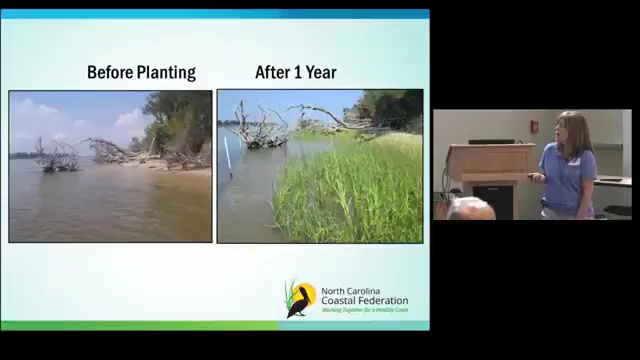 Before Planting
After 1 Year
North Carolina
Coastal Federation
Working Together for a Healthy Coast